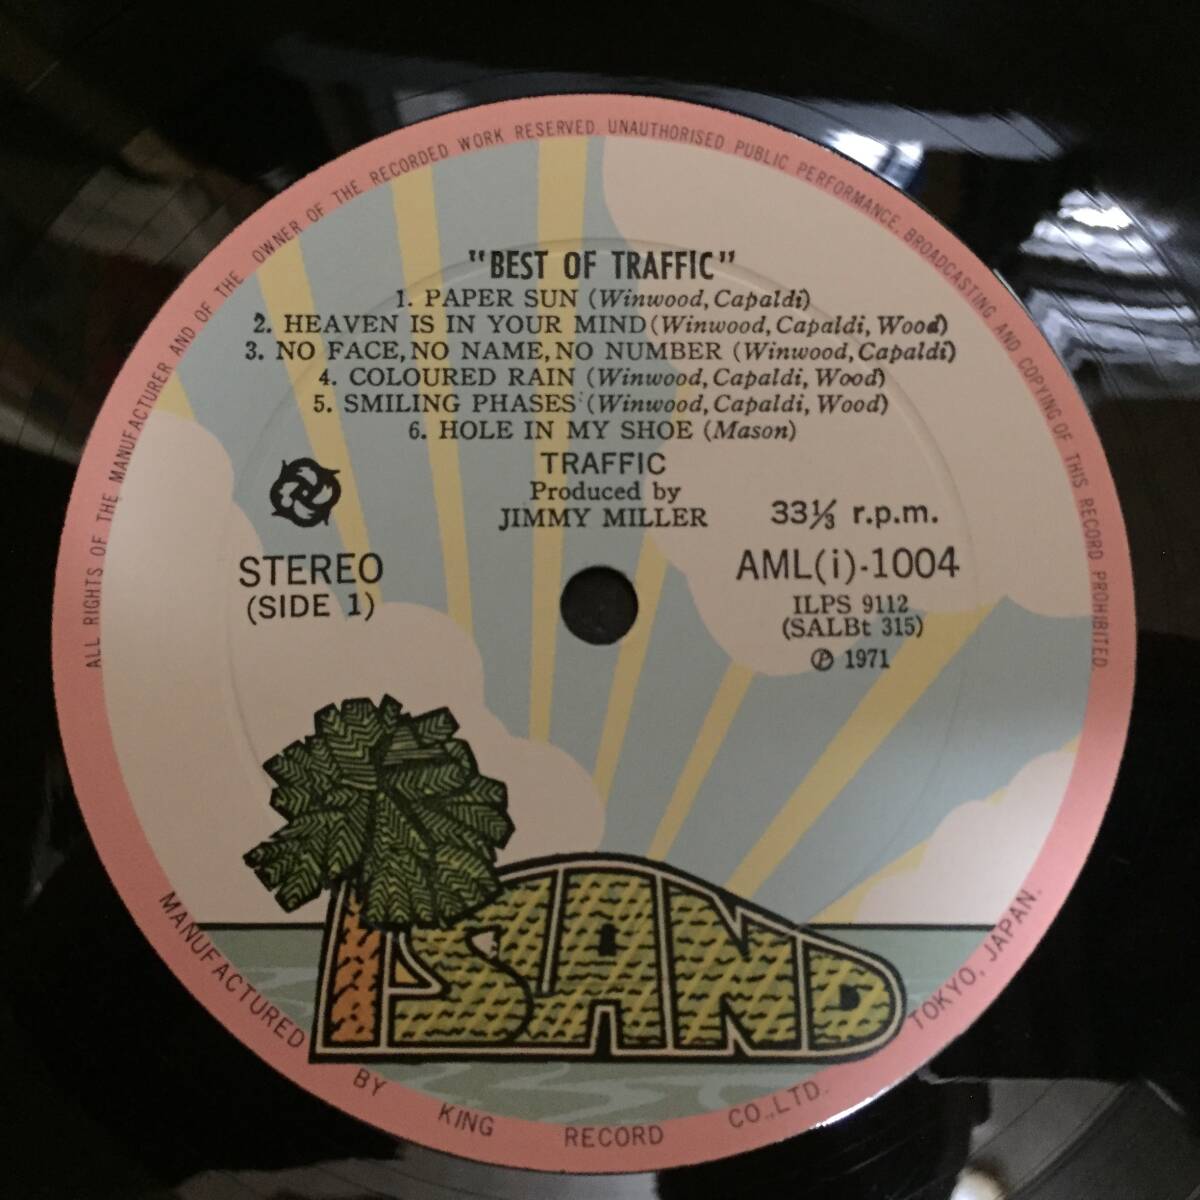 ALL RIGHTS OF THE MANUFACTURER AND OF THE OWNER OF THE RECORDED WORK RESERVED. UNAUTHORISED PUBLIC PERFORMANCE, BROADCASTING AND COPYING OF THIS RECORD PROHIBITED.
"BEST OF TRAFFIC"
1. PAPER SUN (Winwood, Capaldi)
2. HEAVEN IS IN YOUR MIND (Winwood, Capaldi, Wood)
3. NO FACE, NO NAME, NO NUMBER (Winwood, Capaldi)
4. COLOURED RAIN (Winwood, Capaldi, Wood)
5. SMILING PHASES (Winwood, Capaldi, Wood)
6. HOLE IN MY SHOE (Mason)
TRAFFIC
Produced by
JIMMY MILLER
STEREO
(SIDE 1)
33⅓ r.p.m.
AML(i)-1004
ILPS 9112
(SALBt 315)
Ⓟ 1971
ISLAND
MANUFACTURED BY KING RECORD CO., LTD. TOKYO, JAPAN.